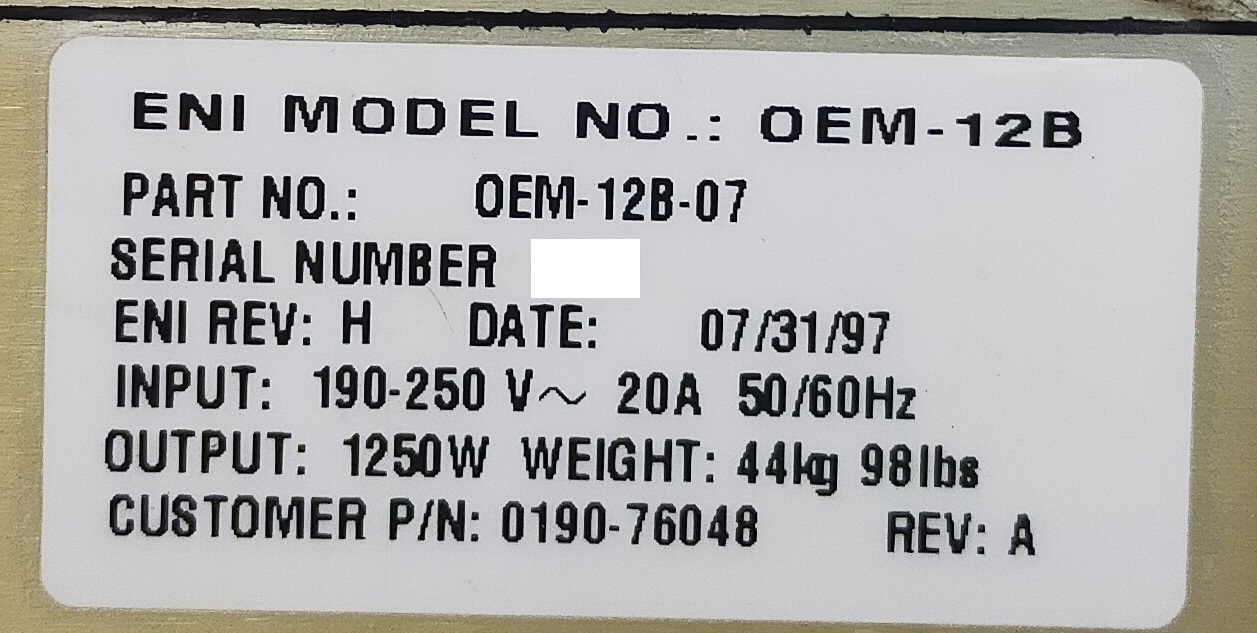 ENI MODEL NO.: OEM-12B
PART NO.: OEM-12B-07
SERIAL NUMBER
ENI REV: H DATE: 07/31/97
INPUT: 190-250 V~ 20A 50/60Hz
OUTPUT: 1250W WEIGHT: 44kg 98lbs
CUSTOMER P/N: 0190-76048 REV: A